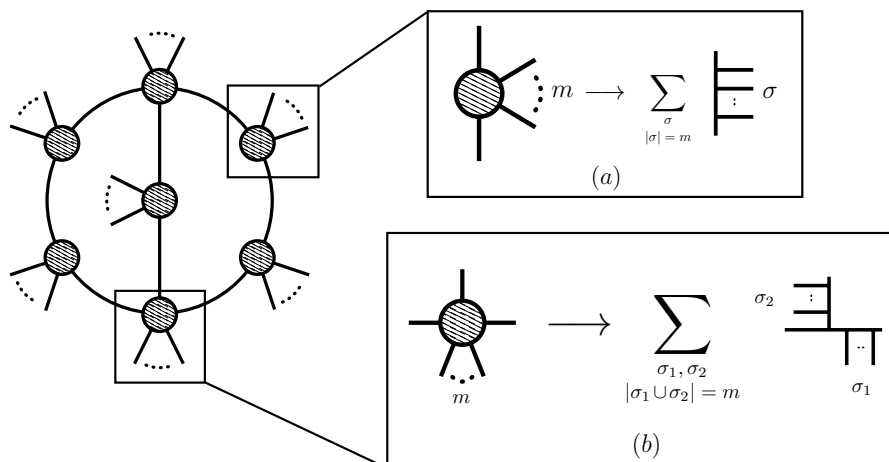 m ⟶ ∑ σ
σ
|σ| = m
(a)
σ₂
⟶ ∑
σ₁, σ₂
|σ₁ ∪ σ₂| = m
m
σ₁
(b)